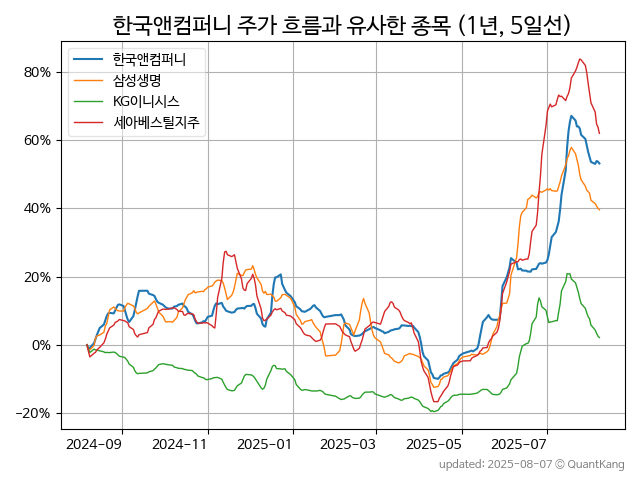 한국앤컴퍼니 주가 흐름과 유사한 종목 (1년, 5일선)
한국앤컴퍼니
삼성생명
KG이니시스
세아베스틸지주
80%
60%
40%
20%
0%
−20%
2024-09 2024-11 2025-01 2025-03 2025-05 2025-07
updated: 2025-08-07 © QuantKang